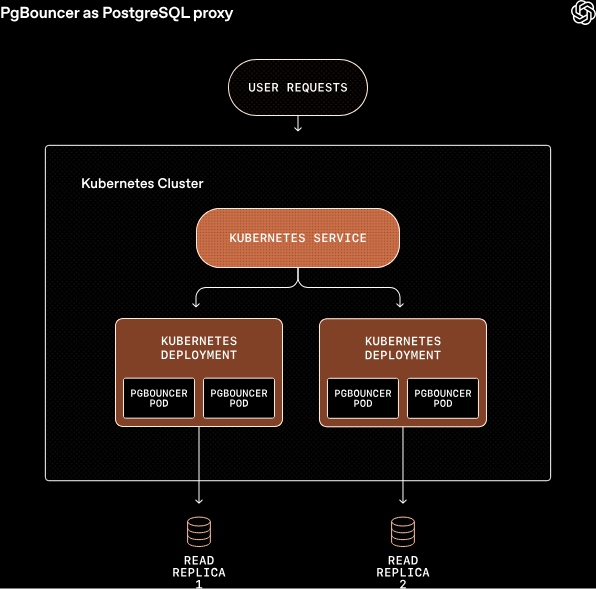 PgBouncer as PostgreSQL proxy
USER REQUESTS
Kubernetes Cluster
KUBERNETES SERVICE
KUBERNETES
DEPLOYMENT
PGBOUNCER
POD
PGBOUNCER
POD
KUBERNETES
DEPLOYMENT
PGBOUNCER
POD
PGBOUNCER
POD
READ
REPLICA
1
READ
REPLICA
2